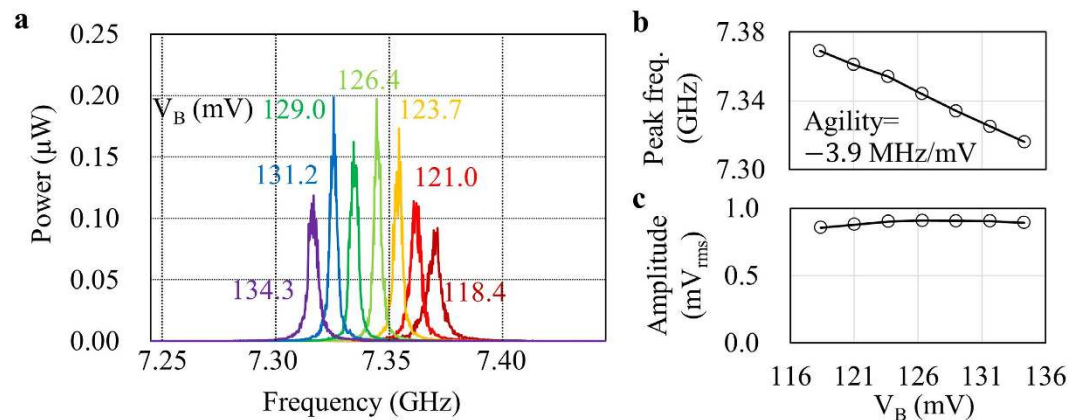 a
0.25
0.20
0.15
0.10
0.05
0.00
Power (µW)
V_B (mV)
126.4
129.0
123.7
131.2
121.0
134.3
118.4
7.25
7.30
7.35
7.40
Frequency (GHz)
b
7.38
7.34
7.30
Peak freq.
(GHz)
Agility=
−3.9 MHz/mV
c
1.0
0.5
0.0
Amplitude
(mV_rms)
116
121
126
131
136
V_B (mV)